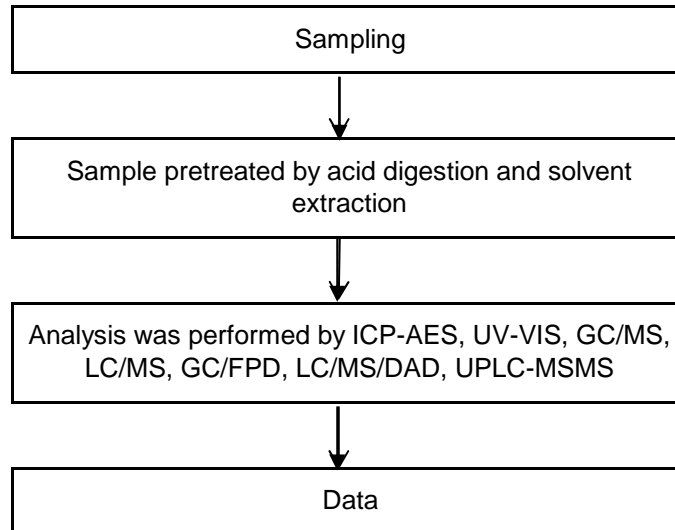 Sampling
Sample pretreated by acid digestion and solvent
extraction
Analysis was performed by ICP-AES, UV-VIS, GC/MS,
LC/MS, GC/FPD, LC/MS/DAD, UPLC-MSMS
Data